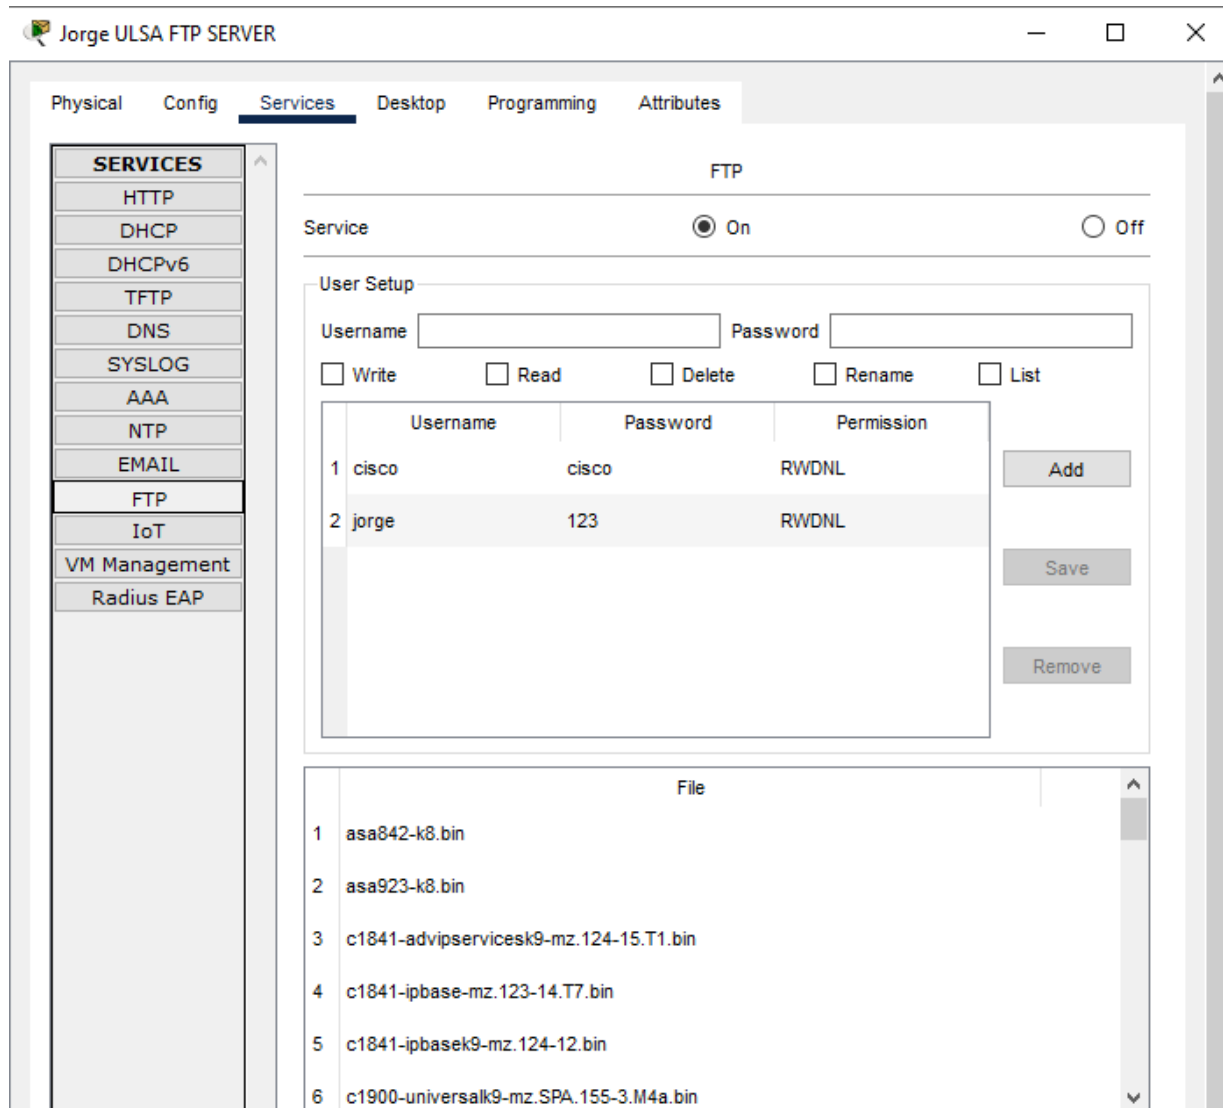 Jorge ULSA FTP SERVER
Physical Config Services Desktop Programming Attributes
SERVICES
HTTP
DHCP
DHCPv6
TFTP
DNS
SYSLOG
AAA
NTP
EMAIL
FTP
IoT
VM Management
Radius EAP
FTP
Service On Off
User Setup
Username Password
Write Read Delete Rename List
Username Password Permission
1 cisco cisco RWDNL
2 jorge 123 RWDNL
Add
Save
Remove
File
1 asa842-k8.bin
2 asa923-k8.bin
3 c1841-advipservicesk9-mz.124-15.T1.bin
4 c1841-ipbase-mz.123-14.T7.bin
5 c1841-ipbasek9-mz.124-12.bin
6 c1900-universalk9-mz.SPA.155-3.M4a.bin